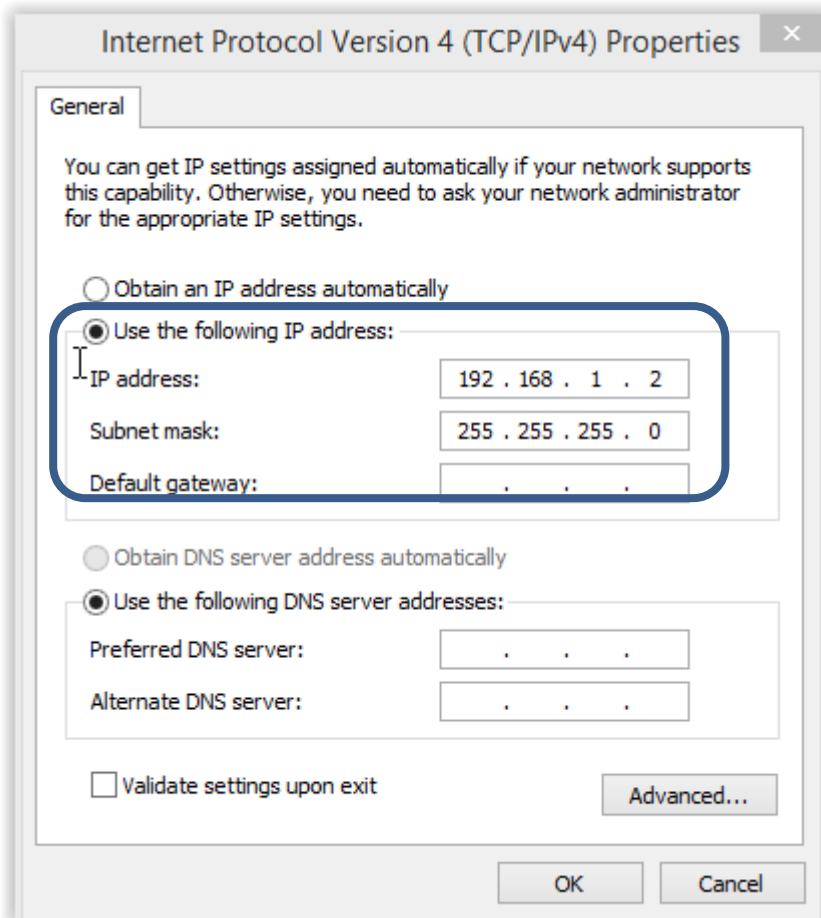 Internet Protocol Version 4 (TCP/IPv4) Properties
General
You can get IP settings assigned automatically if your network supports
this capability. Otherwise, you need to ask your network administrator
for the appropriate IP settings.
Obtain an IP address automatically
Use the following IP address:
IP address: 192 . 168 . 1 . 2
Subnet mask: 255 . 255 . 255 . 0
Default gateway: . . .
Obtain DNS server address automatically
Use the following DNS server addresses:
Preferred DNS server: . . .
Alternate DNS server: . . .
Validate settings upon exit
Advanced...
OK Cancel